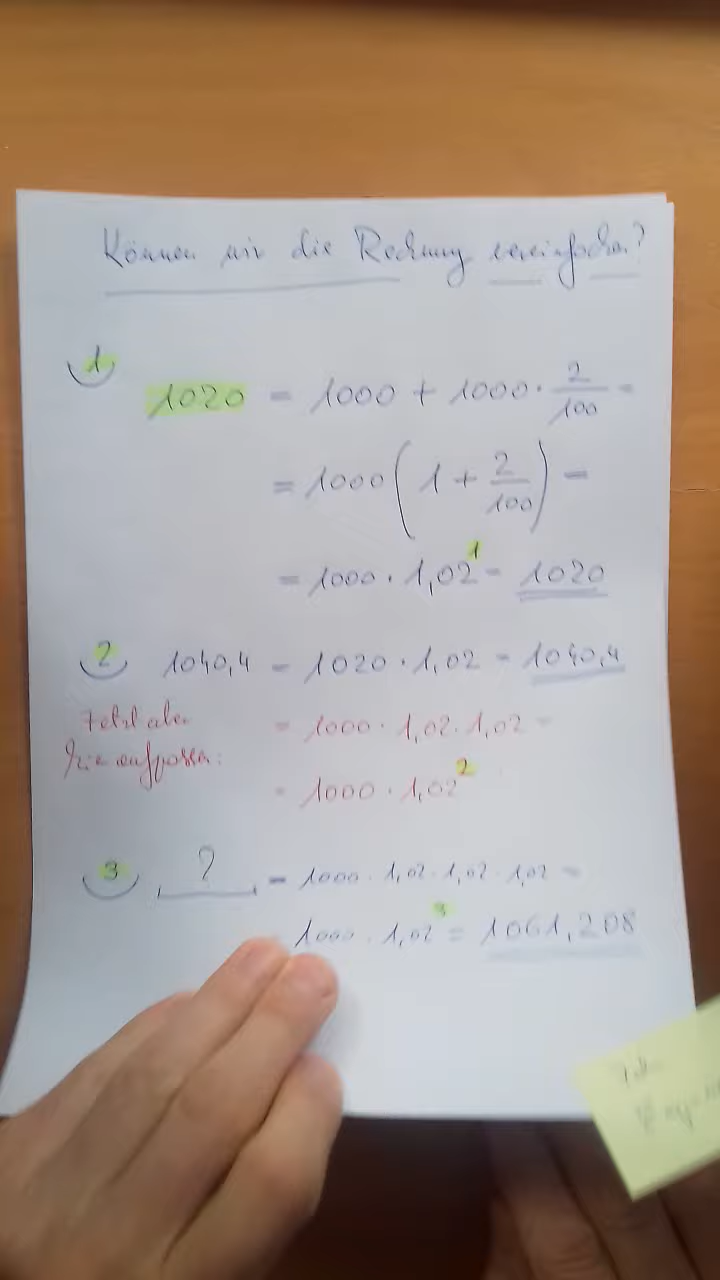 Können wir die Rechnung vereinfachen?
1 1020 = 1000 + 1000 · 2/100 =
= 1000 (1 + 2/100) =
= 1000 · 1,02^1 = 1020
2 1040,4 = 1020 · 1,02 = 1040,4
Jetzt aber = 1000 · 1,02 · 1,02 =
aufpassen: = 1000 · 1,02^2
3 ? = 1000 · 1,02 · 1,02 · 1,02 =
1000 · 1,02^3 = 1061,208